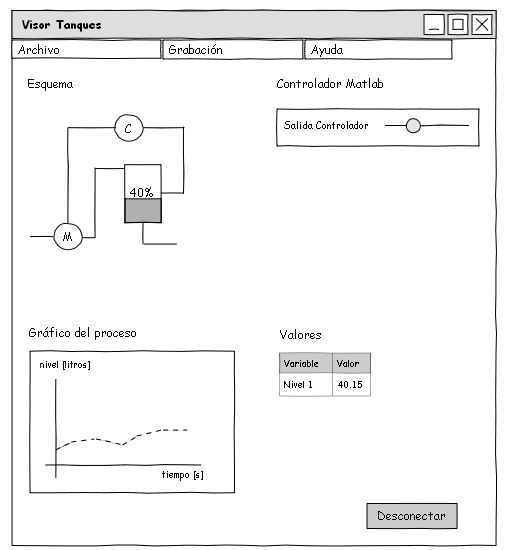 Visor Tanques
Archivo Grabación Ayuda
Esquema
C
40%
M
Controlador Matlab
Salida Controlador
Gráfico del proceso
nivel [litros]
tiempo [s]
Valores
Variable Valor
Nivel 1 40.15
Desconectar